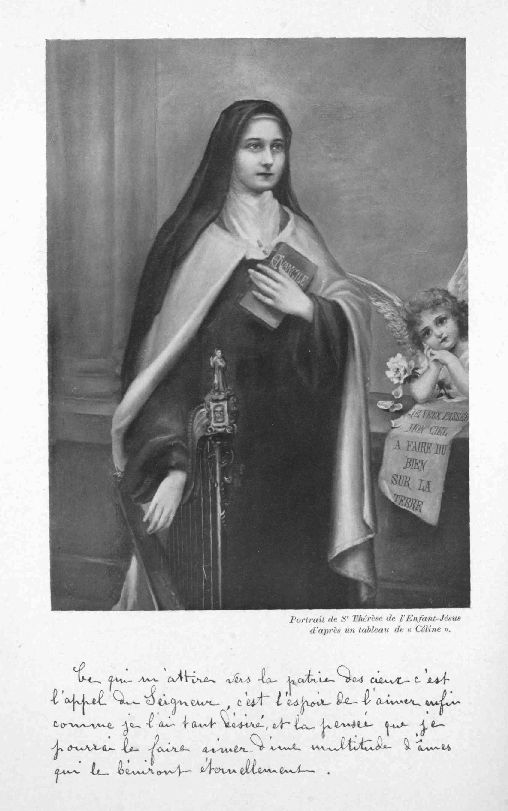 EVANGILE
JE VEUX PASSER
MON CIEL
A FAIRE DU
BIEN
SUR LA
TERRE
Portrait de Sᵗ Thérèse de l'Enfant-Jésus
d'après un tableau de « Céline ».
Ce qui m'attire vers la patrie des cieux c'est
l'appel du Seigneur, c'est l'espoir de l'aimer enfin
comme je l'ai tant désiré, et la pensée que je
pourrai le faire aimer d'une multitude d'âmes
qui le béniront éternellement.